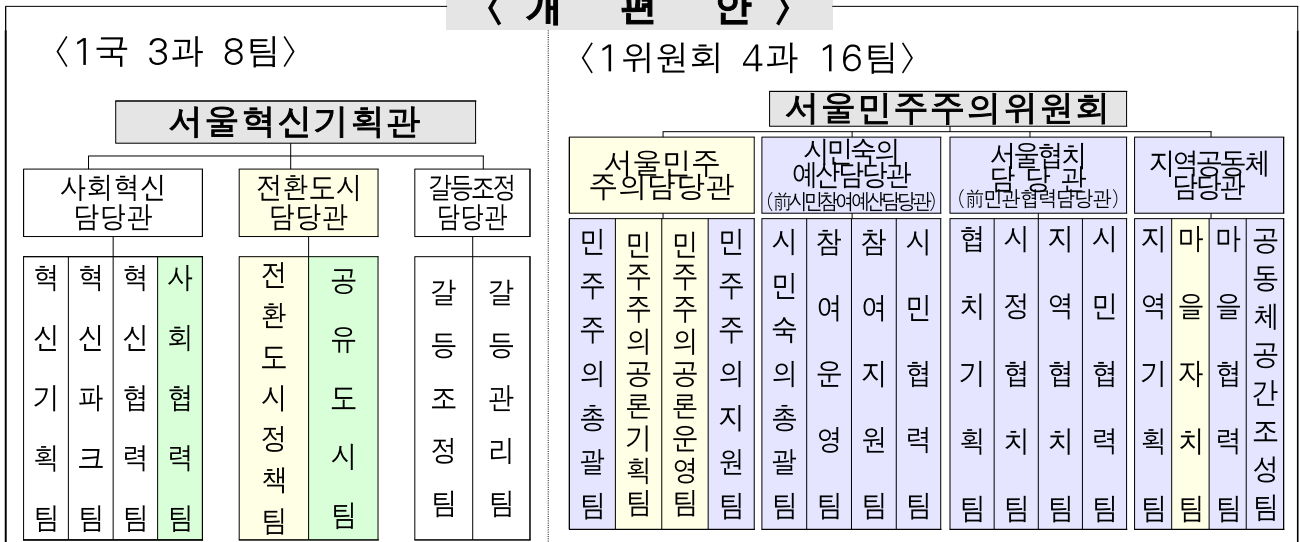 〈 개 편 안 〉
〈1국 3과 8팀〉
서울혁신기획관
사회혁신
담당관
전환도시
담당관
갈등조정
담당관
혁신기획팀
혁신파크팀
혁신협력팀
사회협력팀
전환도시정책팀
공유도시팀
갈등조정팀
갈등관리팀
〈1위원회 4과 16팀〉
서울민주주의위원회
서울민주
주의담당관
시민숙의
예산담당관
(前시민참여예산담당관)
서울협치
담 당 관
(前민관협력담당관)
지역공동체
담당관
민주주의총괄팀
민주주의공론기획팀
민주주의공론운영팀
민주주의지원팀
시민숙의총괄팀
참여운영팀
참여지원팀
시민협력팀
협치기획팀
시정협치팀
지역협치팀
시민협력팀
지역기획팀
마을자치팀
마을협력팀
공동체공간조성팀